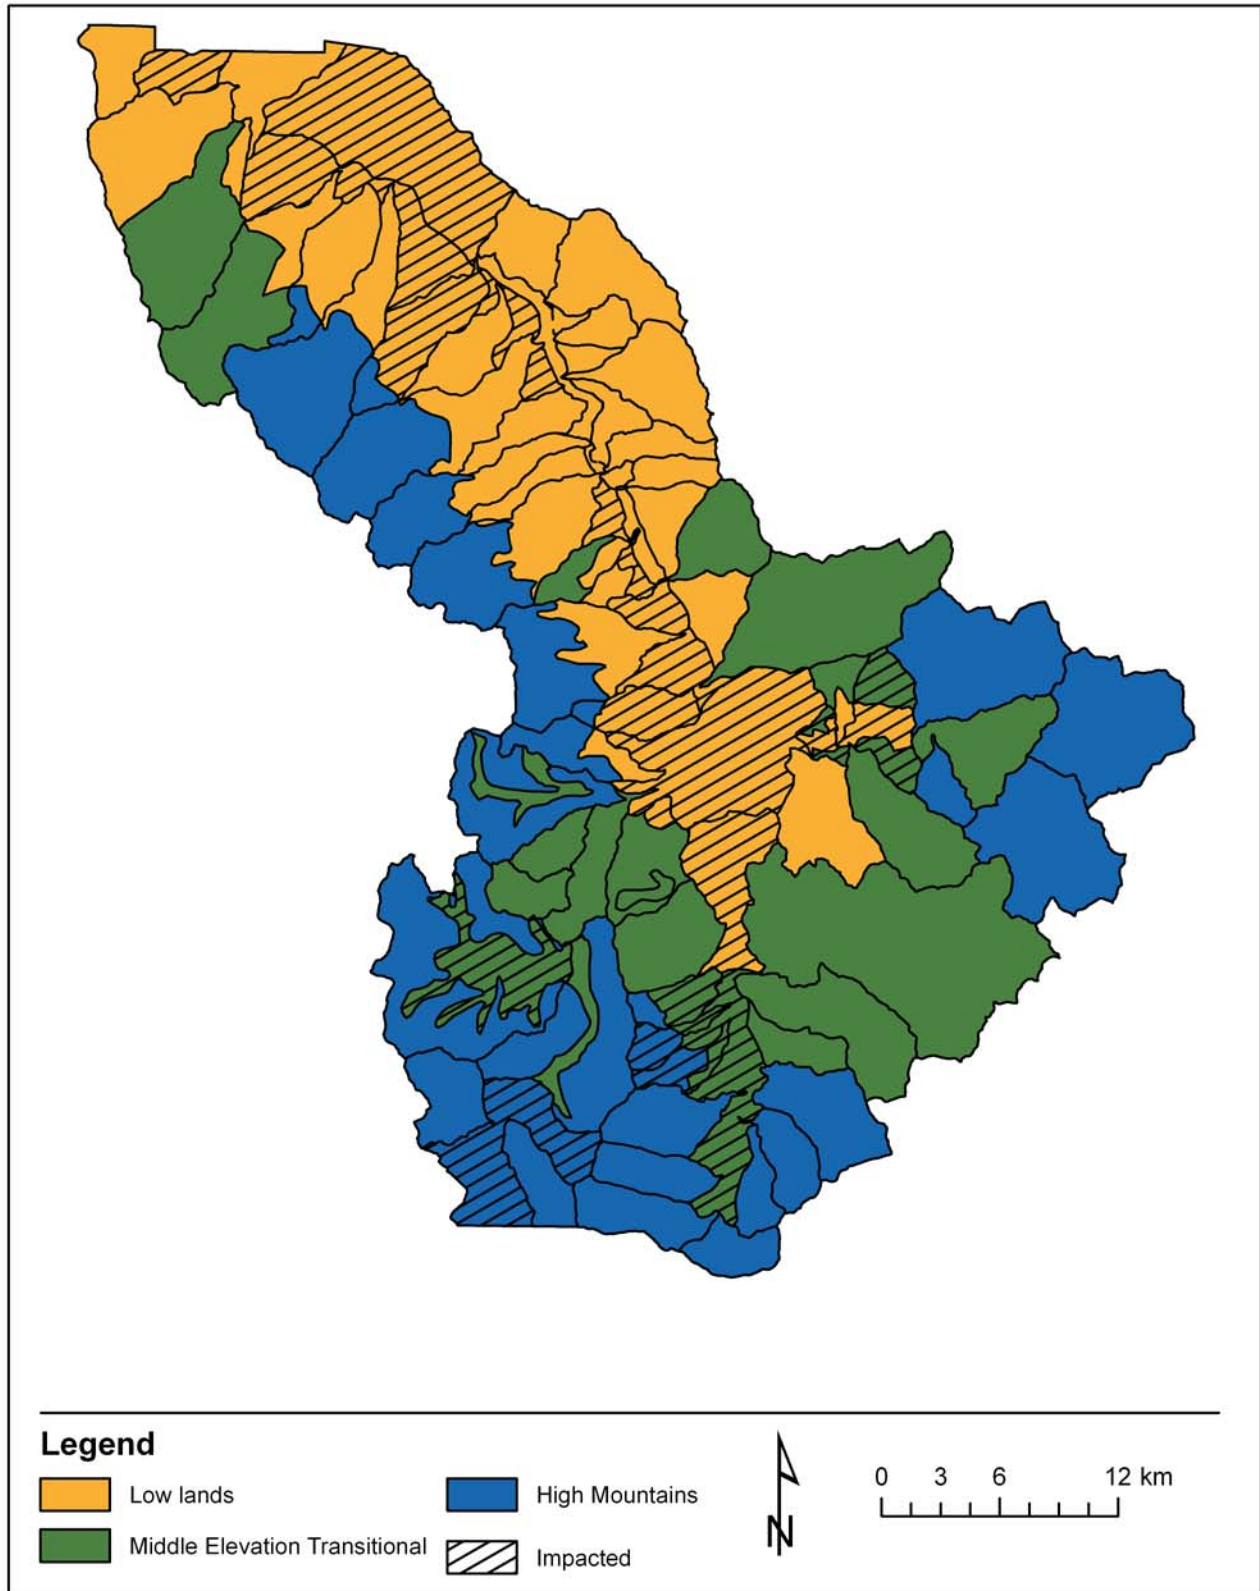 Legend
Low lands
Middle Elevation Transitional
High Mountains
Impacted
N
0 3 6 12 km